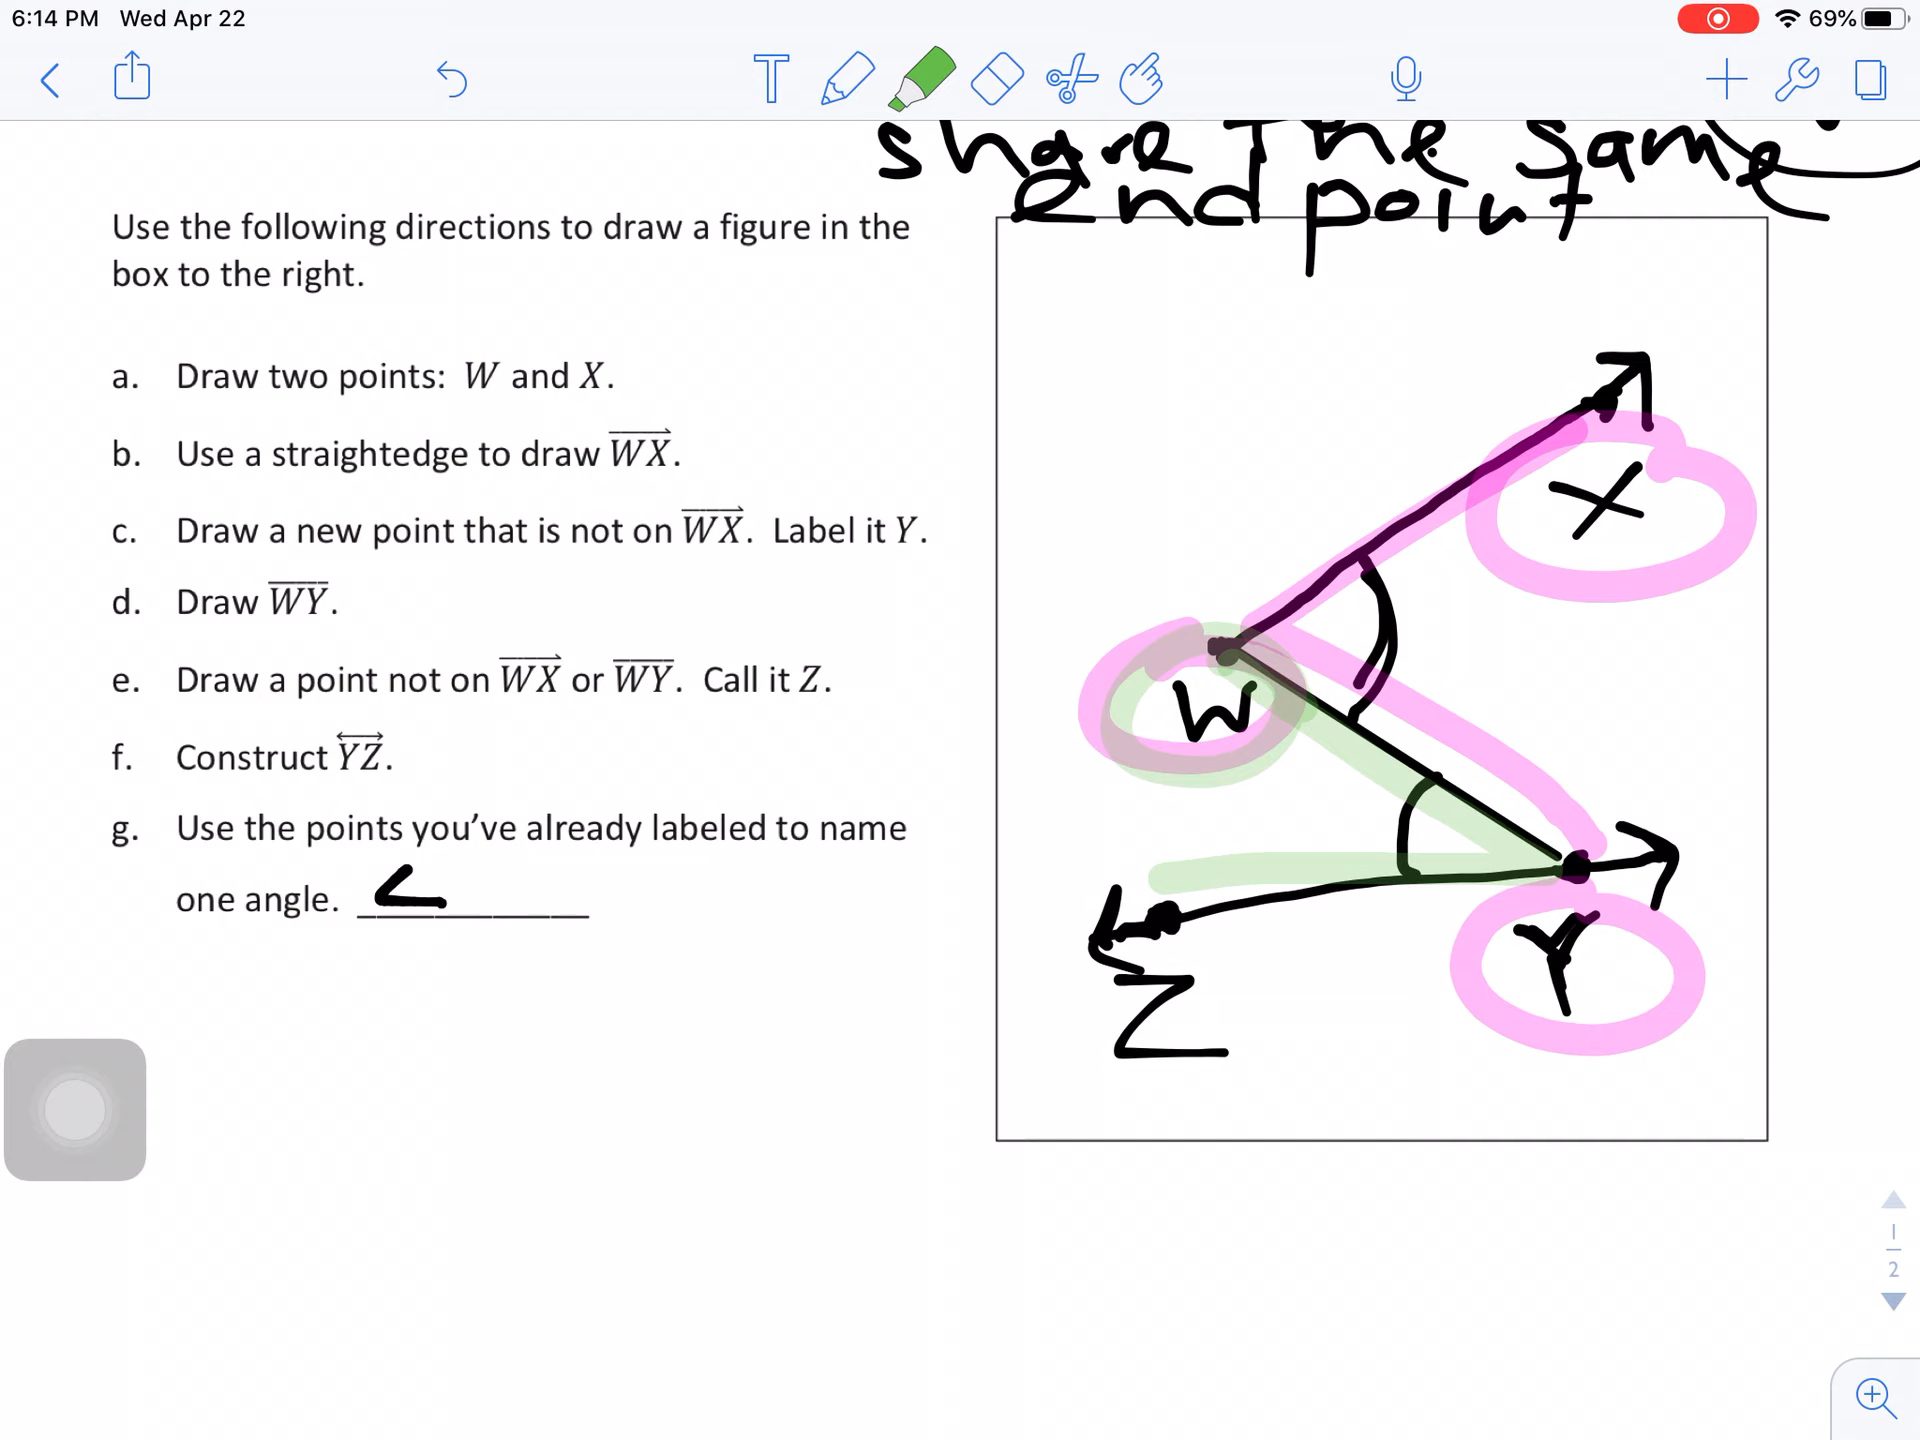 6:14 PM Wed Apr 22
69%
T
share the same
endpoint
Use the following directions to draw a figure in the
box to the right.
a. Draw two points: W and X.
b. Use a straightedge to draw WX.
c. Draw a new point that is not on WX. Label it Y.
d. Draw WY.
e. Draw a point not on WX or WY. Call it Z.
f. Construct YZ.
g. Use the points you’ve already labeled to name
one angle. ∠__________
X
W
Y
Z
1
2